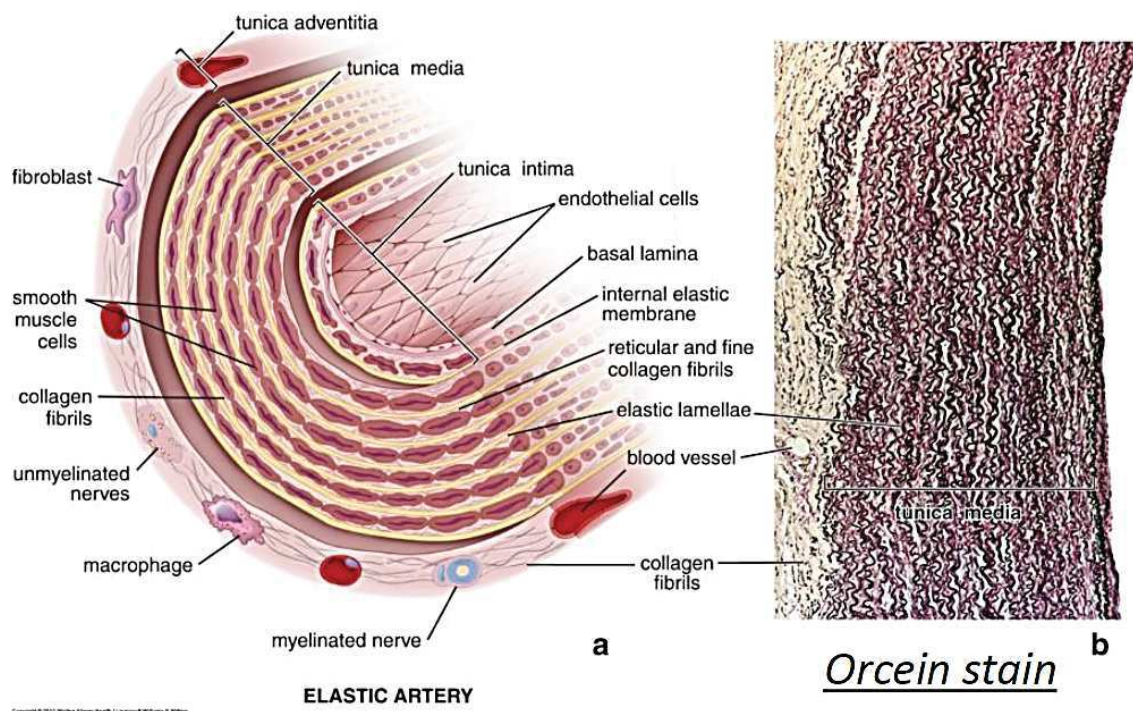 tunica adventitia
tunica media
tunica intima
fibroblast
endothelial cells
basal lamina
internal elastic
membrane
smooth
muscle
cells
reticular and fine
collagen fibrils
collagen
fibrils
elastic lamellae
unmyelinated
nerves
blood vessel
tunica media
macrophage
collagen
fibrils
myelinated nerve
a
b
Orcein stain
ELASTIC ARTERY